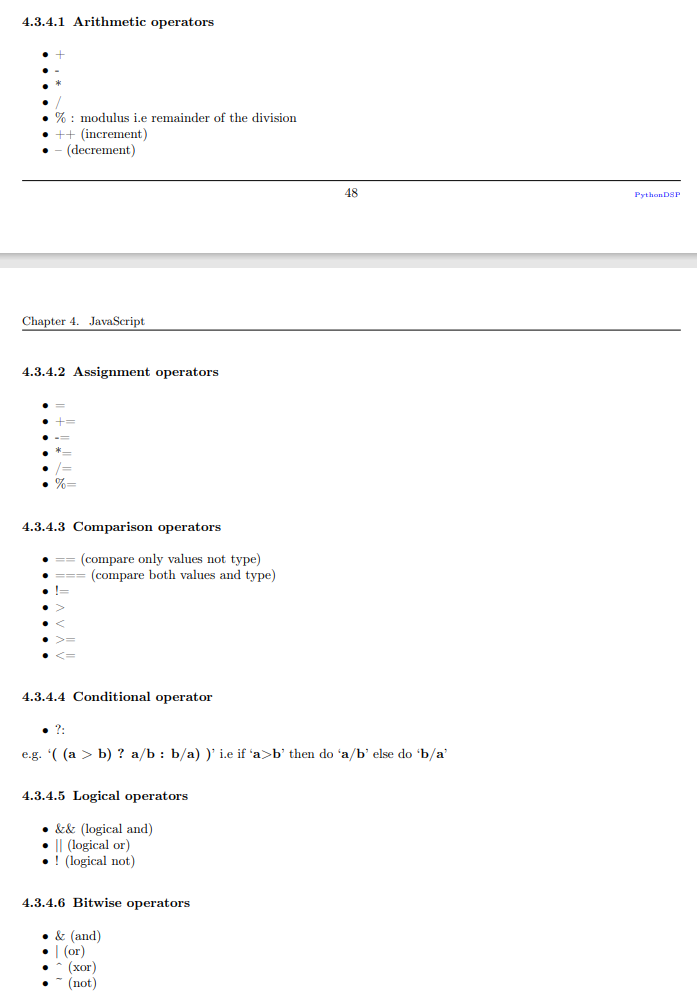 4.3.4.1 Arithmetic operators
• +
• -
• *
• /
• % : modulus i.e remainder of the division
• ++ (increment)
• – (decrement)
48
PythonDSP
Chapter 4. JavaScript
4.3.4.2 Assignment operators
• =
• +=
• -=
• *=
• /=
• %=
4.3.4.3 Comparison operators
• == (compare only values not type)
• === (compare both values and type)
• !=
• >
• <
• >=
• <=
4.3.4.4 Conditional operator
• ?:
e.g. ‘( (a > b) ? a/b : b/a) )’ i.e if ‘a>b’ then do ‘a/b’ else do ‘b/a’
4.3.4.5 Logical operators
• && (logical and)
• || (logical or)
• ! (logical not)
4.3.4.6 Bitwise operators
• & (and)
• | (or)
• ^ (xor)
• ~ (not)